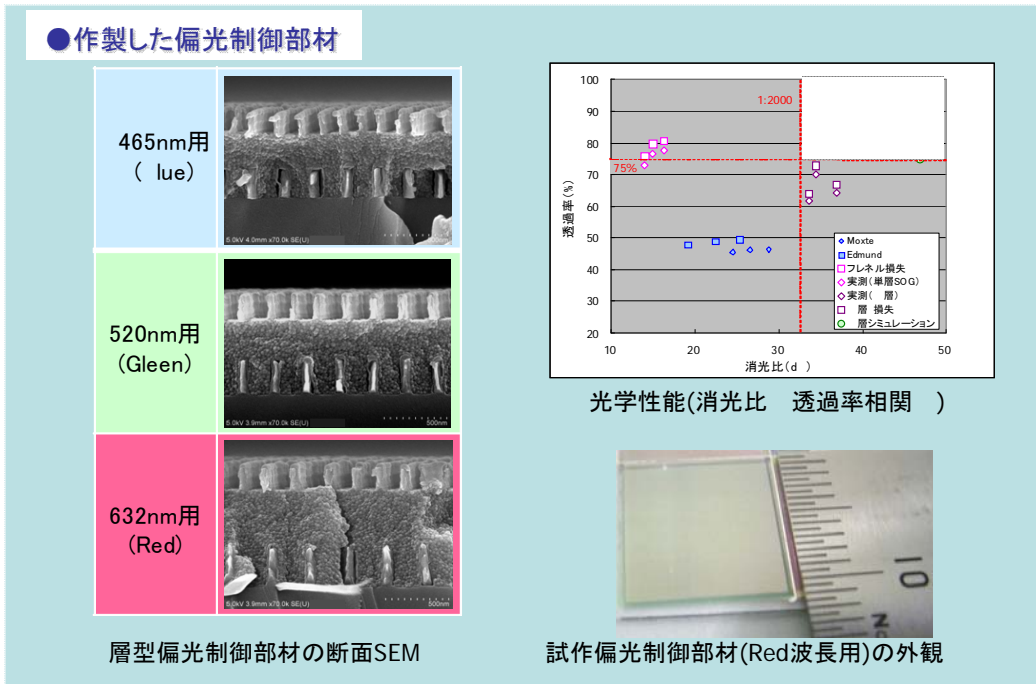 ●作製した偏光制御部材
465nm用
( lue)
5.0kV 4.0mm x70.0k SE(U)
520nm用
(Gleen)
5.0kV 3.9mm x70.0k SE(U)
500nm
632nm用
(Red)
5.0kV 3.9mm x70.0k SE(U)
500nm
層型偏光制御部材の断面SEM
100
90
80
70
60
50
40
30
20
透過率(%)
1:2000
75%
Moxte
Edmund
フレネル損失
実測(単層SOG)
実測( 層)
層 損失
層シミュレーション
10 20 30 40 50
消光比(d )
光学性能(消光比 透過率相関 )
10
NO
試作偏光制御部材(Red波長用)の外観